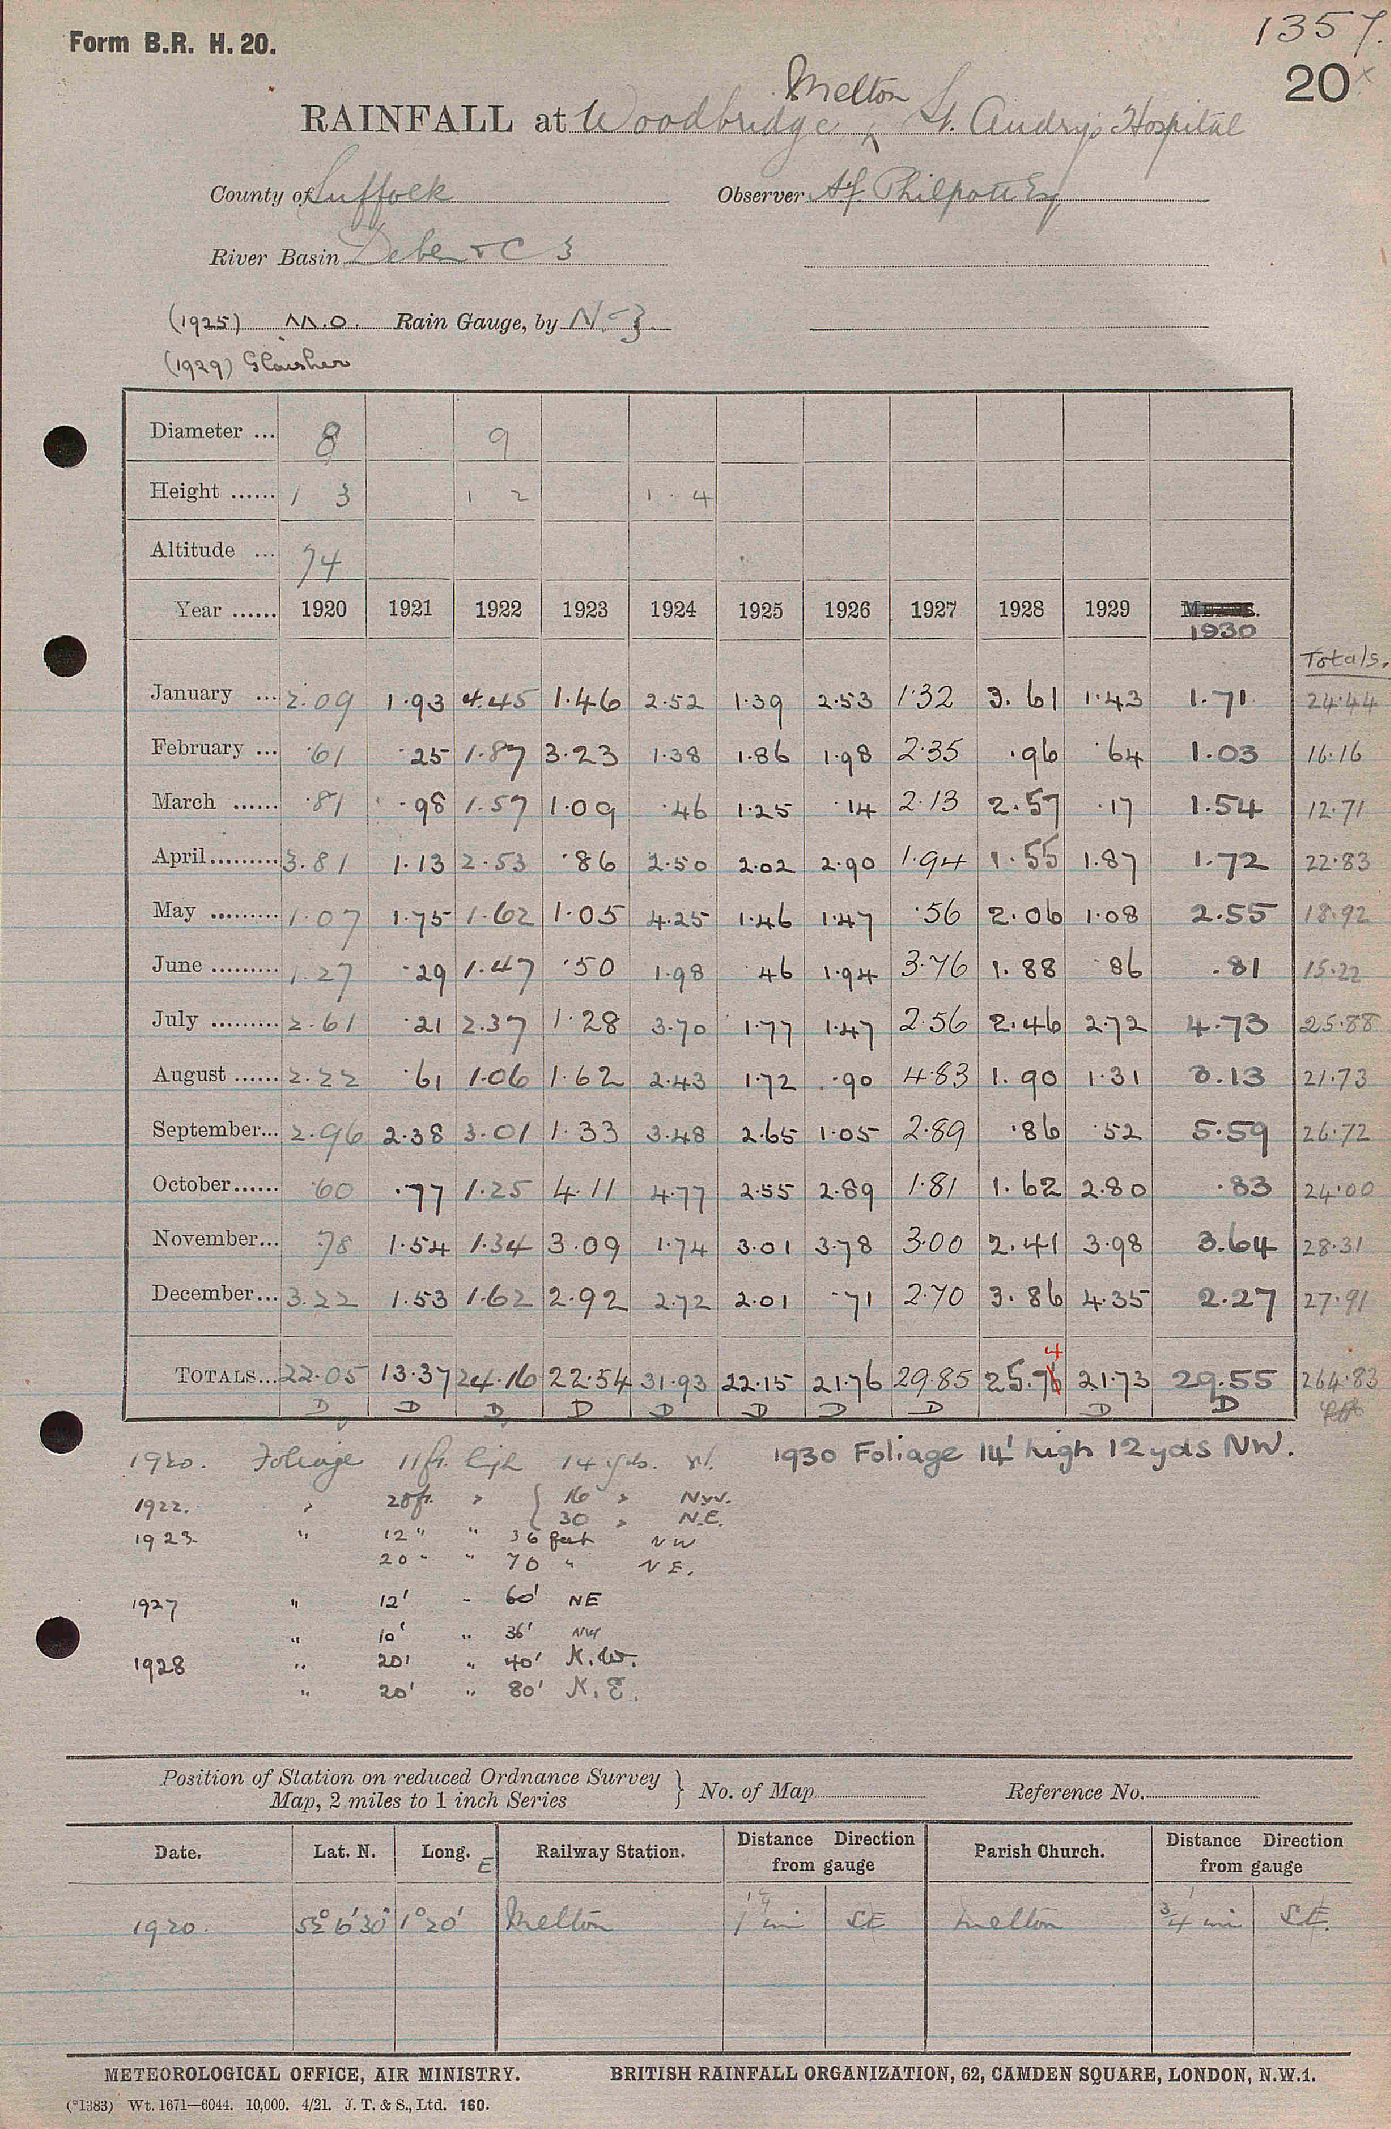 Form B.R. H. 20.
1357.
20
RAINFALL at Woodbridge Melton St. Audry's Hospital
County of Suffolk Observer A.J. Philpott Esq
River Basin Deben & C
(1925) M.O. Rain Gauge, by N. & Z.
(1929) Glaisher
Diameter ... 8 9
Height ...... 1 3 1 2 1 . 4
Altitude ... 74
Year ...... 1920 1921 1922 1923 1924 1925 1926 1927 1928 1929 1930
Totals.
January ... 2.09 1.93 4.45 1.46 2.52 1.39 2.53 1.32 3.61 1.43 1.71 24.44
February ... .61 .25 1.87 3.23 1.38 1.86 1.98 2.35 .96 .64 1.03 16.16
March ...... .81 .98 1.57 1.09 .46 1.25 .14 2.13 2.57 .17 1.54 12.71
April ......... 3.81 1.13 2.53 .86 2.50 2.02 2.90 1.94 1.55 1.87 1.72 22.83
May ......... 1.07 1.75 1.62 1.05 4.25 1.46 1.47 .56 2.06 1.08 2.55 18.92
June ......... 1.27 .29 1.47 .50 1.98 46 1.94 3.76 1.88 .86 .81 15.22
July ......... 2.61 .21 2.37 1.28 3.70 1.77 1.47 2.56 2.46 2.72 4.73 25.88
August ...... 2.22 .61 1.06 1.62 2.43 1.72 .90 4.83 1.90 1.31 3.13 21.73
September... 2.96 2.38 3.01 1.33 3.48 2.65 1.05 2.89 .86 .52 5.59 26.72
October...... .60 .77 1.25 4.11 4.77 2.55 2.89 1.81 1.62 2.80 .83 24.00
November... .78 1.54 1.34 3.09 1.74 3.01 3.78 3.00 2.41 3.98 3.64 28.31
December... 3.22 1.53 1.62 2.92 2.72 2.01 .71 2.70 3.86 4.35 2.27 27.91
4
TOTALS... 22.05 13.37 24.16 22.54 31.93 22.15 21.76 29.85 25.76 21.73 29.55 264.83
D D D D D D D D D D
1920. Foliage 11ft. high 14 yds. W. 1930 Foliage 14' high 12 yds NW.
1922. " 28ft. " { 16 " N.W.
30 " N.E.
1923 " 12 " " 36 feet NW
20 " " 70 " N E.
1927 " 12' - 60' NE
" 10' " 36' NW
1928 " 20' " 40' N.W.
" 20' " 80' N.E.
Position of Station on reduced Ordnance Survey
Map, 2 miles to 1 inch Series } No. of Map Reference No.
Date. Lat. N. Long. E Railway Station. Distance Direction from gauge Parish Church. Distance Direction from gauge
1920. 52° 6' 30" 1° 20' Melton 1 1/4 mi SE Melton 3/4 mi S.E.
METEOROLOGICAL OFFICE, AIR MINISTRY. BRITISH RAINFALL ORGANIZATION, 62, CAMDEN SQUARE, LONDON, N.W.1.
(*1383) Wt. 1671—6044. 10,000. 4/21. J. T. & S., Ltd. 160.